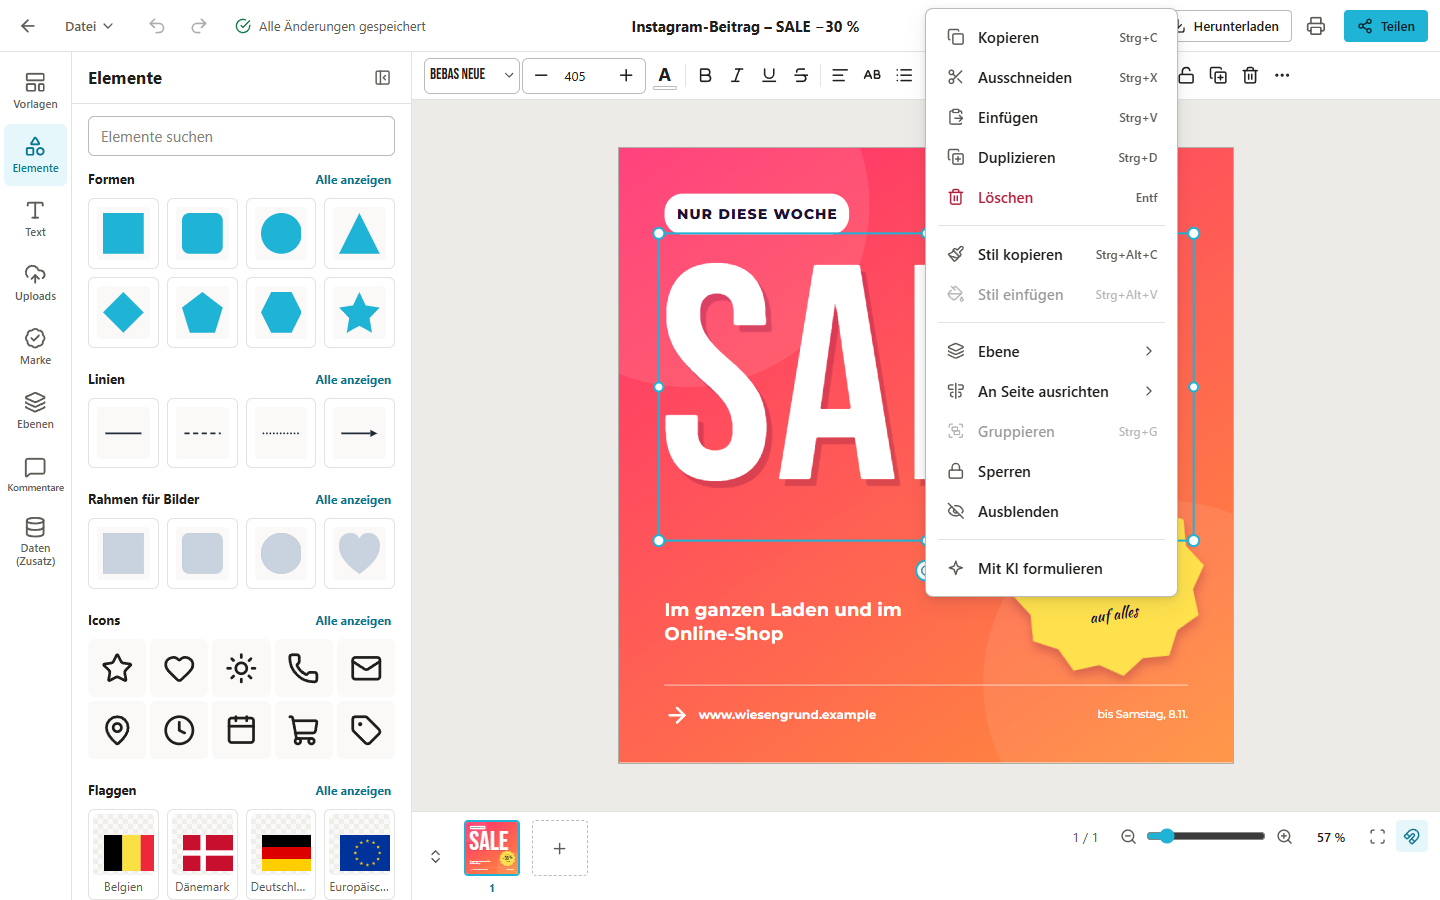 Datei
Alle Änderungen gespeichert
Instagram-Beitrag – SALE −30 %
Herunterladen
Teilen
Vorlagen
Elemente
Text
Uploads
Marke
Ebenen
Kommentare
Daten
(Zusatz)
Elemente
Elemente suchen
Formen
Alle anzeigen
Linien
Alle anzeigen
Rahmen für Bilder
Alle anzeigen
Icons
Alle anzeigen
Flaggen
Alle anzeigen
Belgien
Dänemark
Deutschl...
Europäisc...
BEBAS NEUE
405
A
B
AB
NUR DIESE WOCHE
SAL
auf alles
Im ganzen Laden und im
Online-Shop
www.wiesengrund.example
bis Samstag, 8.11.
Kopieren Strg+C
Ausschneiden Strg+X
Einfügen Strg+V
Duplizieren Strg+D
Löschen Entf
Stil kopieren Strg+Alt+C
Stil einfügen Strg+Alt+V
Ebene
An Seite ausrichten
Gruppieren Strg+G
Sperren
Ausblenden
Mit KI formulieren
SALE
1
1 / 1
57 %